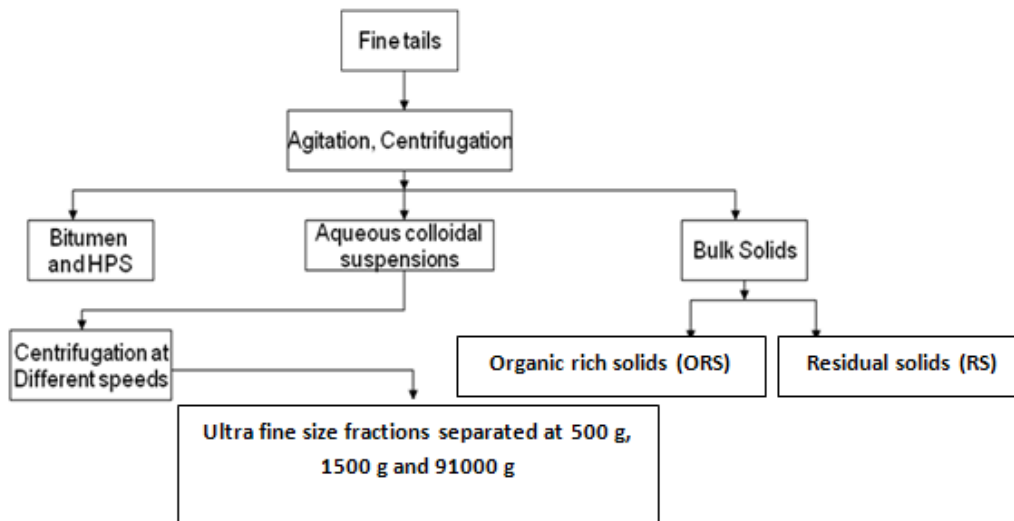 Fine tails
Agitation, Centrifugation
Bitumen
and HPS
Aqueous colloidal
suspensions
Bulk Solids
Centrifugation at
Different speeds
Organic rich solids (ORS)
Residual solids (RS)
Ultra fine size fractions separated at 500 g,
1500 g and 91000 g